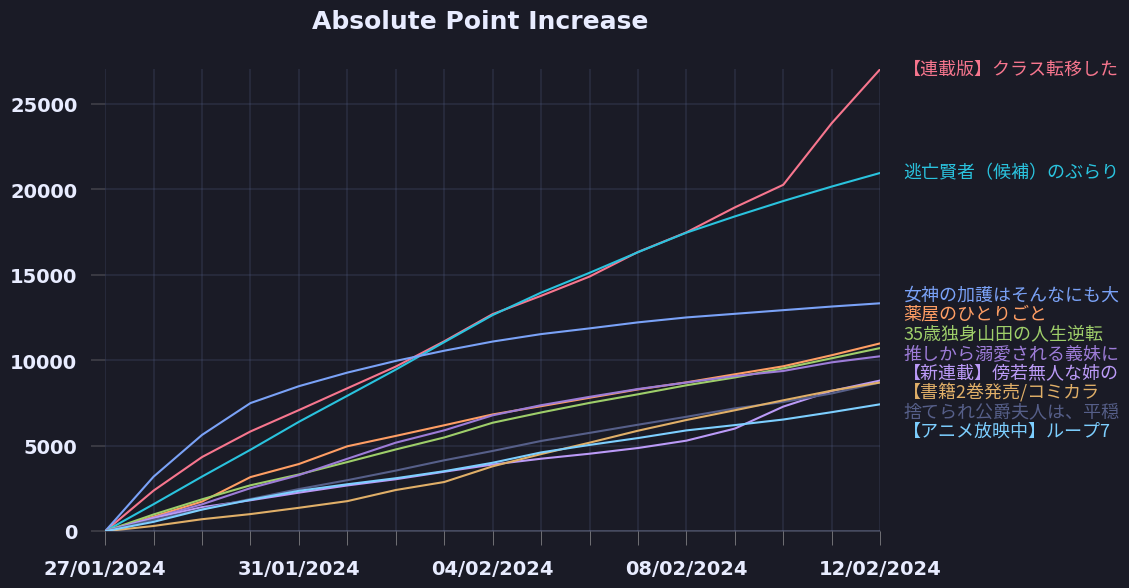 Absolute Point Increase
【連載版】クラス転移した
25000
逃亡賢者（候補）のぶらり
20000
15000
女神の加護はそんなにも大
薬屋のひとりごと
35歳独身山田の人生逆転
10000
推しから溺愛される義妹に
【新連載】傍若無人な姉の
【書籍2巻発売/コミカラ
捨てられ公爵夫人は、平穏
【アニメ放映中】ループ7
5000
0
27/01/2024 31/01/2024 04/02/2024 08/02/2024 12/02/2024